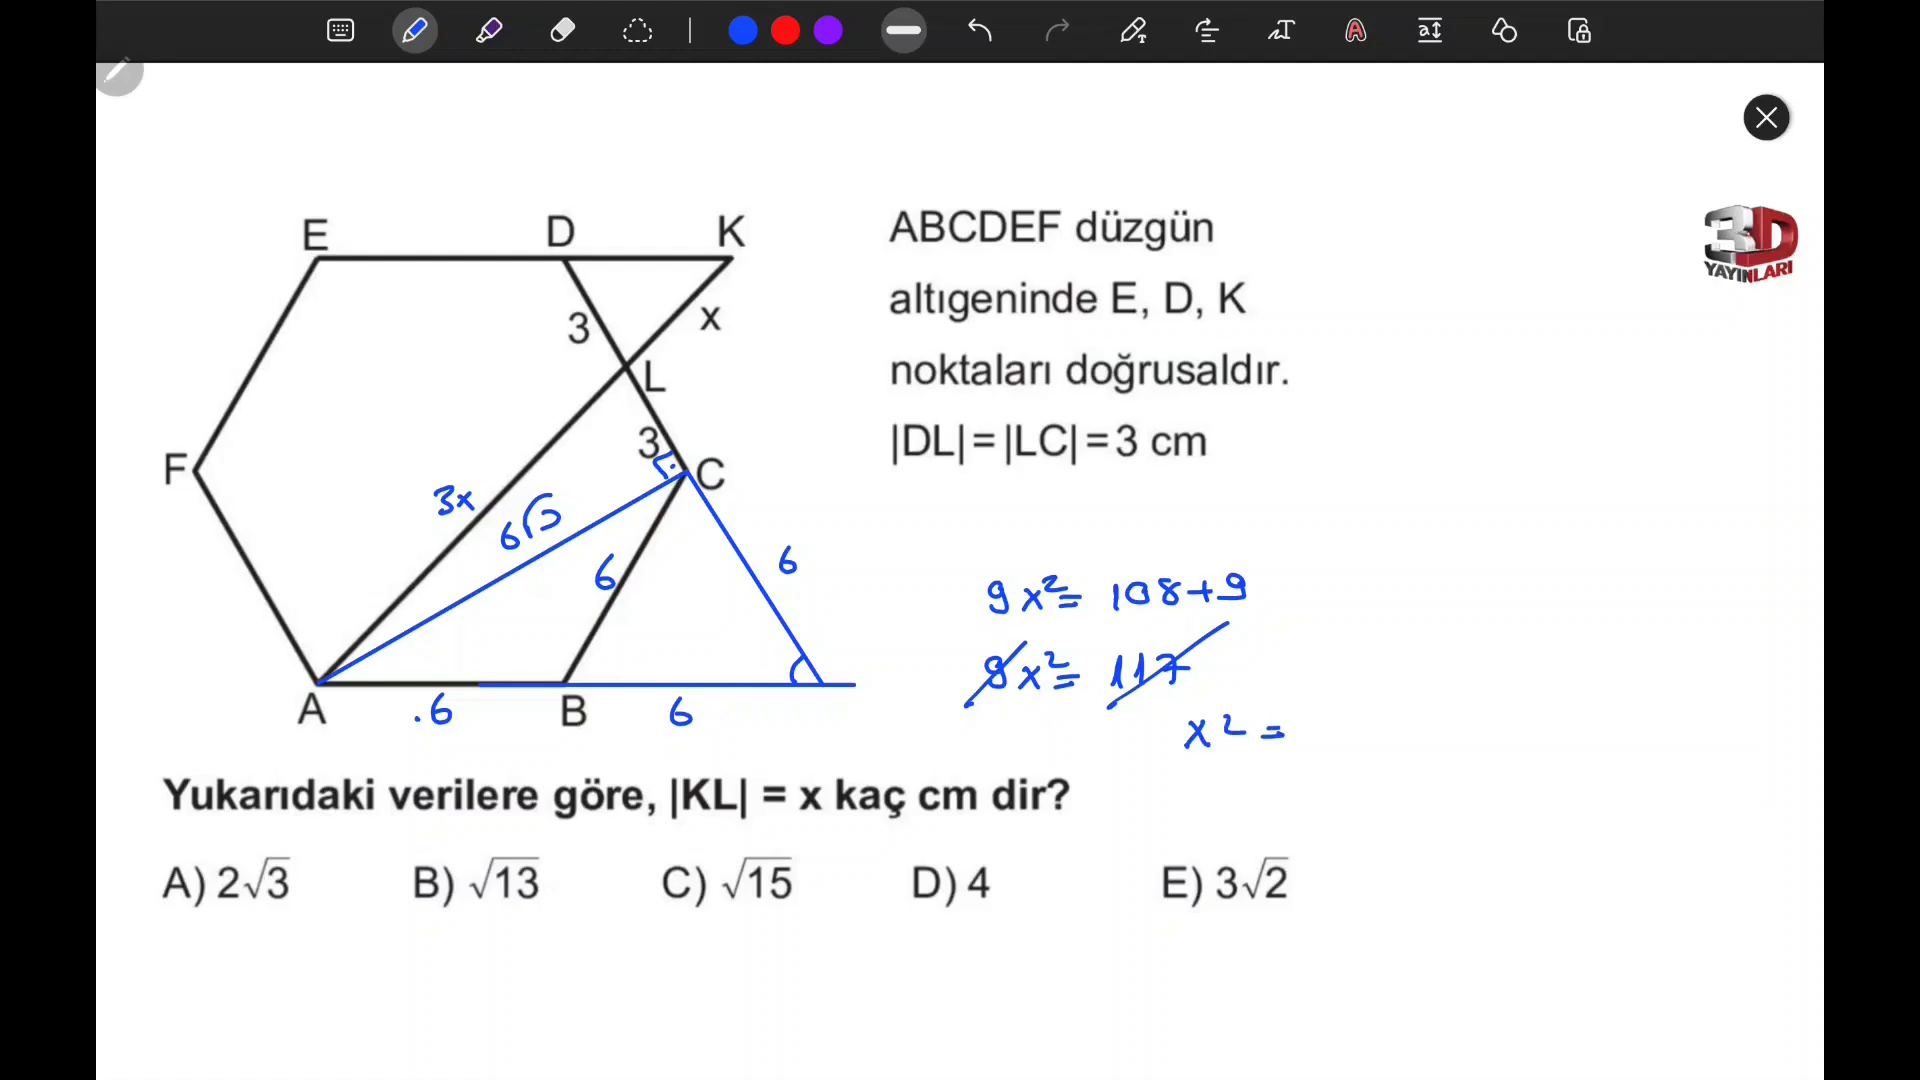 E D K
3 x
L
3
F C
3x
6√3
6
6
A .6 B 6
ABCDEF düzgün
altıgeninde E, D, K
noktaları doğrusaldır.
|DL| = |LC| = 3 cm
3D
YAYINLARI
9x² = 108+9
9x² = 117
x² =
Yukarıdaki verilere göre, |KL| = x kaç cm dir?
A) 2√3 B) √13 C) √15 D) 4 E) 3√2